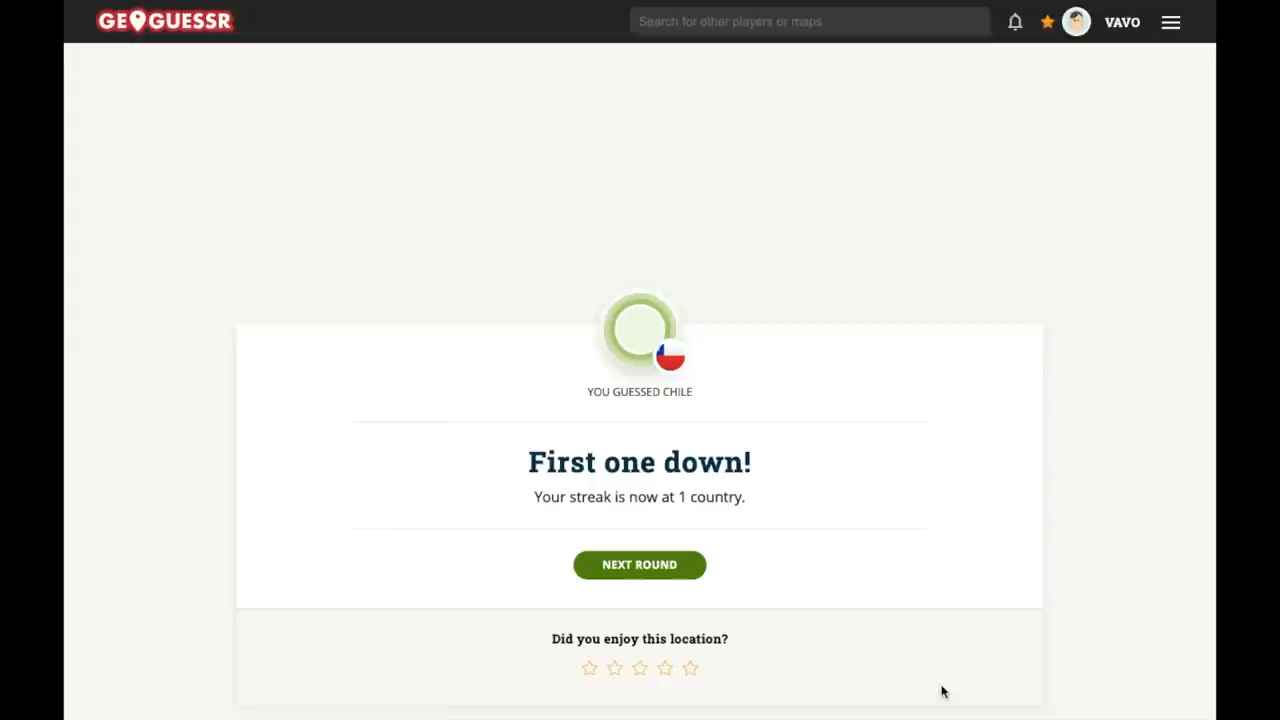 GEOGUESSR
Search for other players or maps
VAVO
YOU GUESSED CHILE
First one down!
Your streak is now at 1 country.
NEXT ROUND
Did you enjoy this location?